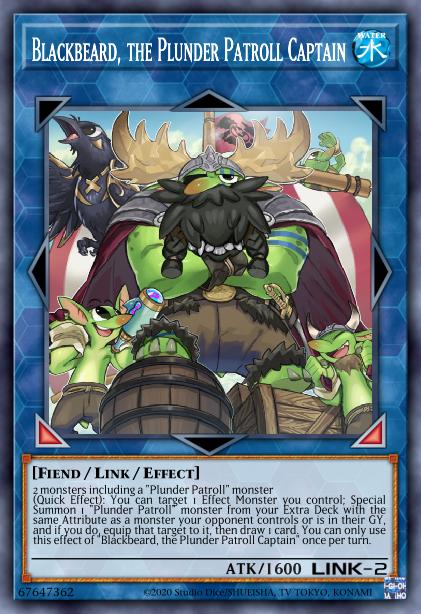 BLACKBEARD, THE PLUNDER PATROLL CAPTAIN
WATER
水
[FIEND / LINK / EFFECT]
2 monsters including a "Plunder Patroll" monster
(Quick Effect): You can target 1 Effect Monster you control; Special
Summon 1 "Plunder Patroll" monster from your Extra Deck with the
same Attribute as a monster your opponent controls or is in their GY,
and if you do, equip that target to it, then draw 1 card. You can only use
this effect of "Blackbeard, the Plunder Patroll Captain" once per turn.
ATK/1600 LINK-2
67647362
©2020 Studio Dice/SHUEISHA, TV TOKYO, KONAMI